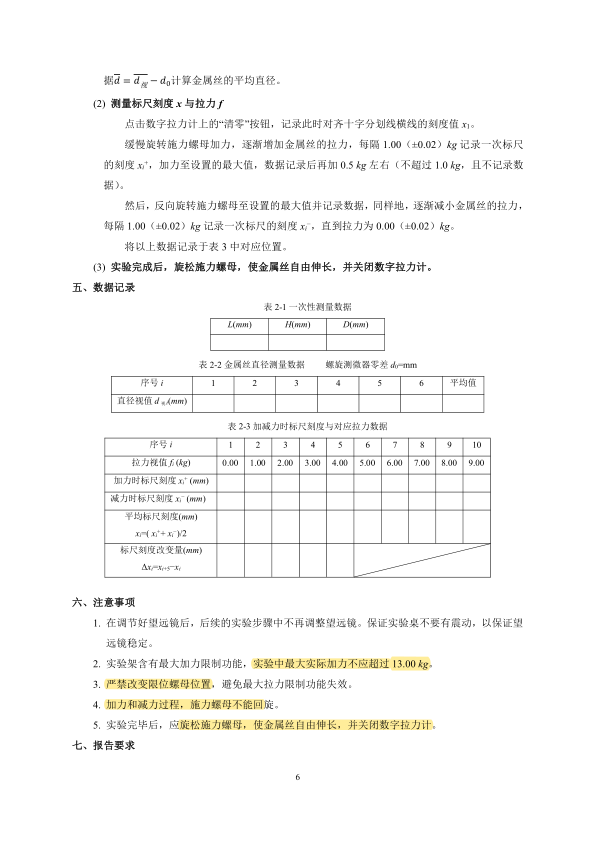 据d̅ = d̅视 − d₀计算金属丝的平均直径。
(2) 测量标尺刻度 x 与拉力 f
点击数字拉力计上的“清零”按钮，记录此时对齐十字分划线横线的刻度值 x₁。
缓慢旋转施力螺母加力，逐渐增加金属丝的拉力，每隔 1.00（±0.02）kg 记录一次标尺
的刻度 xᵢ⁺，加力至设置的最大值，数据记录后再加 0.5 kg 左右（不超过 1.0 kg，且不记录数
据）。
然后，反向旋转施力螺母至设置的最大值并记录数据，同样地，逐渐减小金属丝的拉力，
每隔 1.00（±0.02）kg 记录一次标尺的刻度 xᵢ⁻，直到拉力为 0.00（±0.02）kg。
将以上数据记录于表 3 中对应位置。
(3) 实验完成后，旋松施力螺母，使金属丝自由伸长，并关闭数字拉力计。
五、数据记录
表 2-1 一次性测量数据
L(mm) H(mm) D(mm)
表 2-2 金属丝直径测量数据 螺旋测微器零差 d₀=mm
序号 i 1 2 3 4 5 6 平均值
直径视值 d 视 ᵢ(mm)
表 2-3 加减力时标尺刻度与对应拉力数据
序号 i 1 2 3 4 5 6 7 8 9 10
拉力视值 fᵢ (kg) 0.00 1.00 2.00 3.00 4.00 5.00 6.00 7.00 8.00 9.00
加力时标尺刻度 xᵢ⁺ (mm)
减力时标尺刻度 xᵢ⁻ (mm)
平均标尺刻度(mm)
xᵢ=( xᵢ⁺+ xᵢ⁻)/2
标尺刻度改变量(mm)
Δxᵢ=xᵢ₊₅−xᵢ
六、注意事项
1. 在调节好望远镜后，后续的实验步骤中不再调整望远镜。保证实验桌不要有震动，以保证望
远镜稳定。
2. 实验架含有最大加力限制功能，实验中最大实际加力不应超过 13.00 kg。
3. 严禁改变限位螺母位置，避免最大拉力限制功能失效。
4. 加力和减力过程，施力螺母不能回旋。
5. 实验完毕后，应旋松施力螺母，使金属丝自由伸长，并关闭数字拉力计。
七、报告要求
6